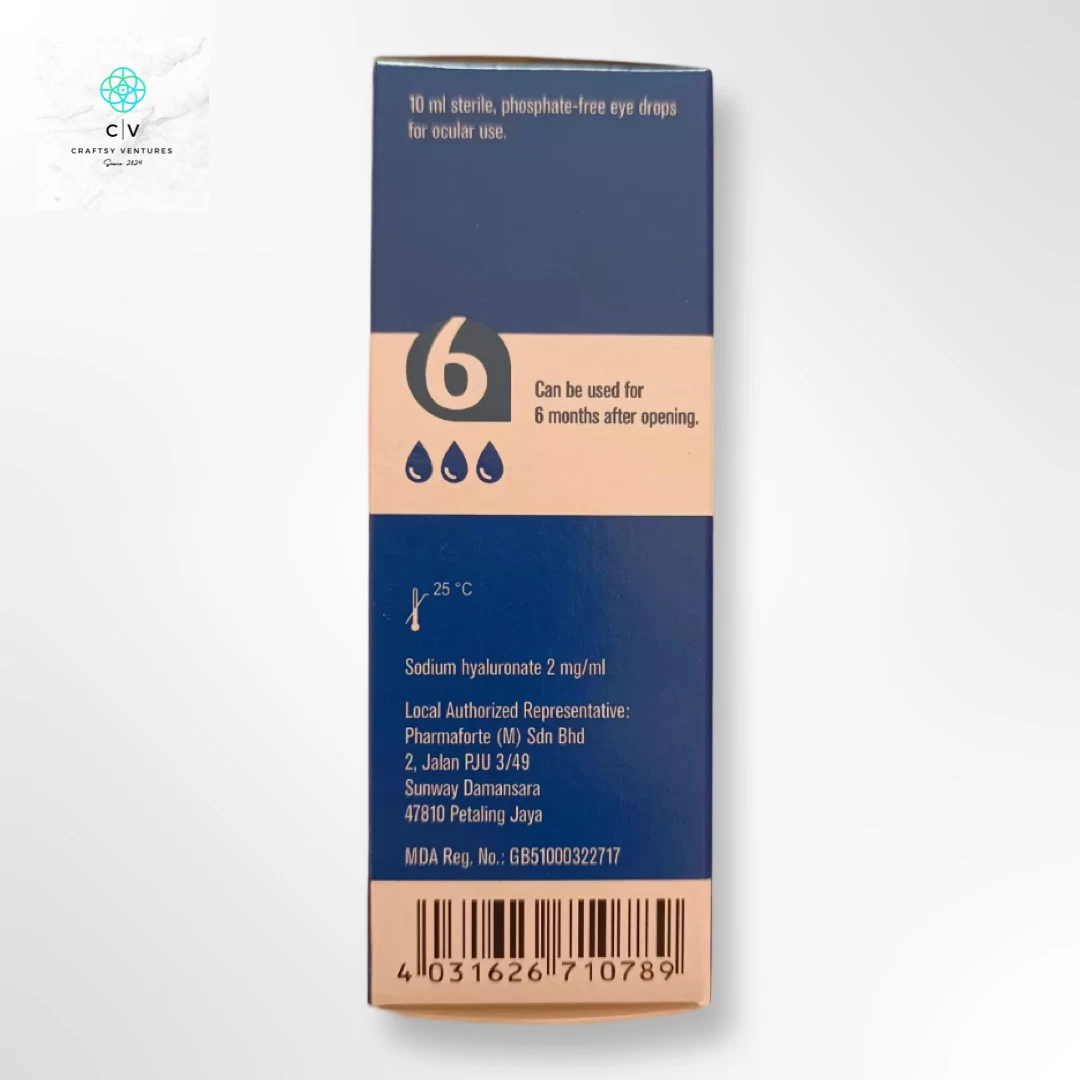 C|V
CRAFTSY VENTURES
Since 2024
10 ml sterile, phosphate-free eye drops
for ocular use.
6
Can be used for
6 months after opening.
25 °C
Sodium hyaluronate 2 mg/ml
Local Authorized Representative:
Pharmaforte (M) Sdn Bhd
2, Jalan PJU 3/49
Sunway Damansara
47810 Petaling Jaya
MDA Reg. No.: GB51000322717
4 031626 710789